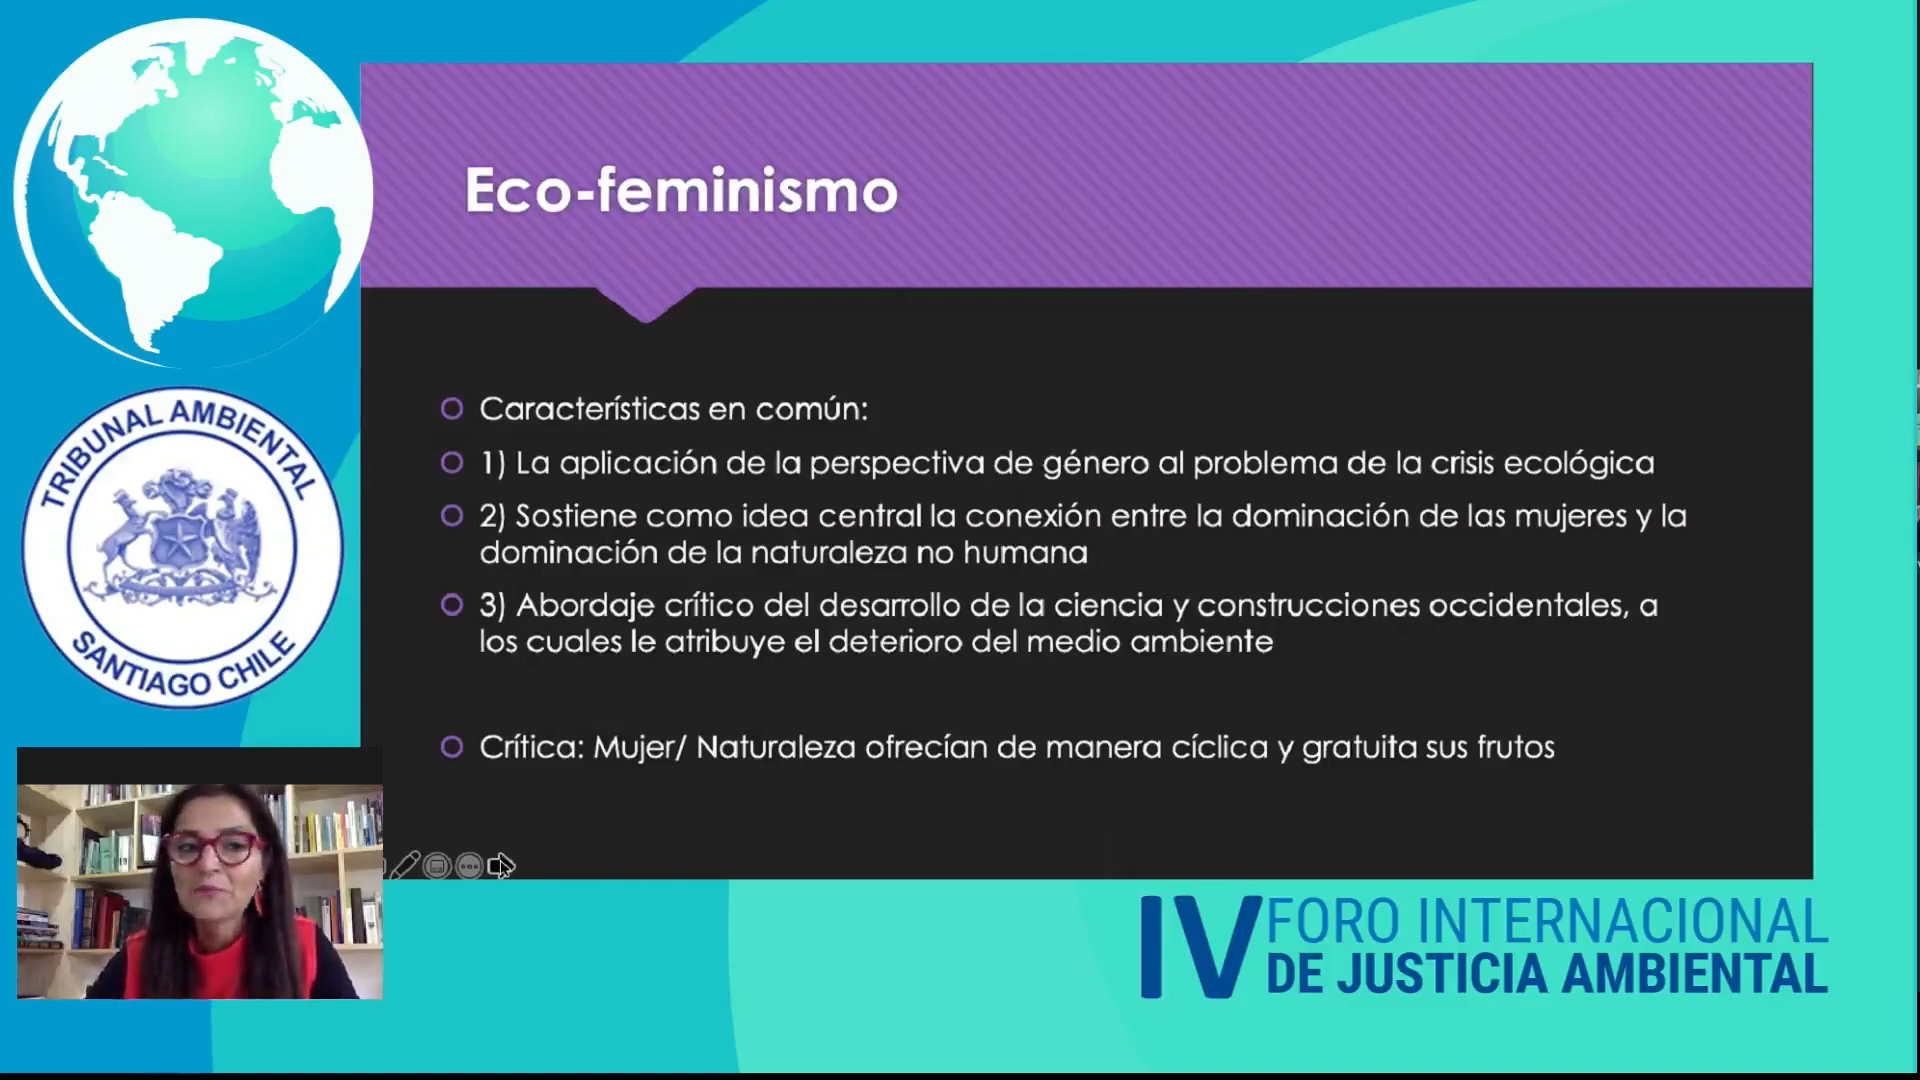 Eco-feminismo
Características en común:
1) La aplicación de la perspectiva de género al problema de la crisis ecológica
2) Sostiene como idea central la conexión entre la dominación de las mujeres y la
dominación de la naturaleza no humana
3) Abordaje crítico del desarrollo de la ciencia y construcciones occidentales, a
los cuales le atribuye el deterioro del medio ambiente
Crítica: Mujer/ Naturaleza ofrecían de manera cíclica y gratuita sus frutos
TRIBUNAL AMBIENTAL
SANTIAGO CHILE
IV FORO INTERNACIONAL
DE JUSTICIA AMBIENTAL